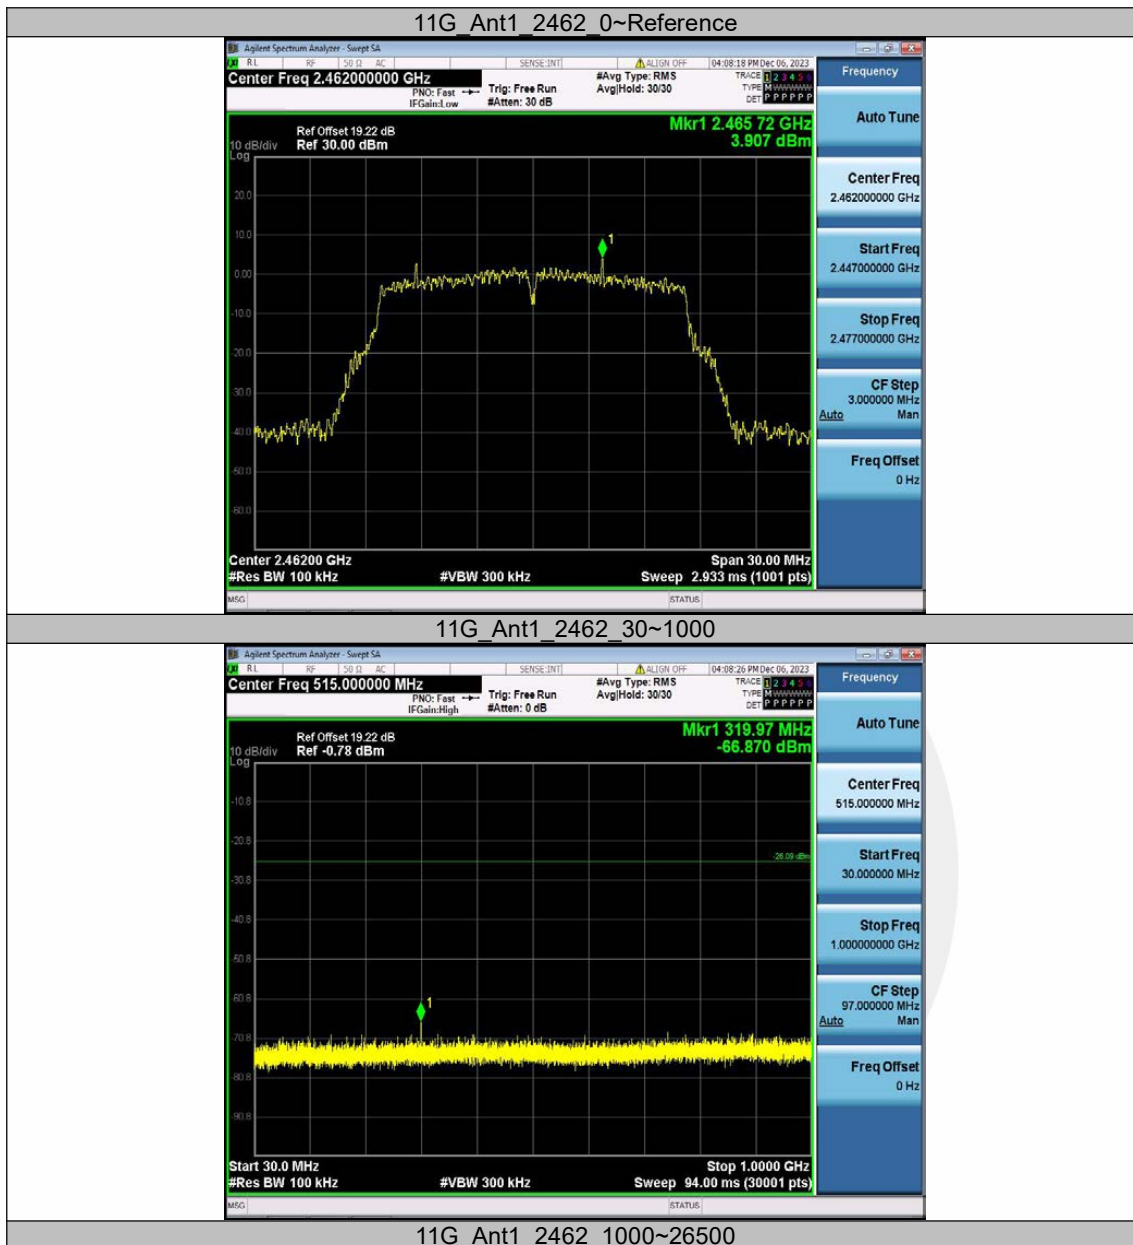 11G_Ant1_2462_0~Reference
Agilent Spectrum Analyzer - Swept SA
RL RF 50 Ω AC SENSE:INT ALIGN OFF 04:08:18 PM Dec 06, 2023
Center Freq 2.462000000 GHz
PNO: Fast
IFGain:Low
Trig: Free Run
#Atten: 30 dB
#Avg Type: RMS
Avg|Hold: 30/30
TRACE 1 2 3 4 5 6
TYPE M WWWWW
DET P P P P P P
Ref Offset 19.22 dB
10 dB/div Ref 30.00 dBm
Log
Mkr1 2.465 72 GHz
3.907 dBm
20.0
10.0
0.00
-10.0
-20.0
-30.0
-40.0
-50.0
-60.0
1
Center 2.46200 GHz Span 30.00 MHz
#Res BW 100 kHz #VBW 300 kHz Sweep 2.933 ms (1001 pts)
MSG STATUS
Frequency
Auto Tune
Center Freq
2.462000000 GHz
Start Freq
2.447000000 GHz
Stop Freq
2.477000000 GHz
CF Step
3.000000 MHz
Auto Man
Freq Offset
0 Hz
11G_Ant1_2462_30~1000
Agilent Spectrum Analyzer - Swept SA
RL RF 50 Ω AC SENSE:INT ALIGN OFF 04:08:26 PM Dec 06, 2023
Center Freq 515.000000 MHz
PNO: Fast
IFGain:High
Trig: Free Run
#Atten: 0 dB
#Avg Type: RMS
Avg|Hold: 30/30
TRACE 1 2 3 4 5 6
TYPE M WWWWW
DET P P P P P P
Ref Offset 19.22 dB
10 dB/div Ref -0.78 dBm
Log
Mkr1 319.97 MHz
-66.870 dBm
-10.8
-20.8
-26.09 dBm
-30.8
-40.8
-50.8
-60.8
-70.8
-80.8
-90.8
1
Start 30.0 MHz Stop 1.0000 GHz
#Res BW 100 kHz #VBW 300 kHz Sweep 94.00 ms (30001 pts)
MSG STATUS
Frequency
Auto Tune
Center Freq
515.000000 MHz
Start Freq
30.000000 MHz
Stop Freq
1.000000000 GHz
CF Step
97.000000 MHz
Auto Man
Freq Offset
0 Hz
11G_Ant1_2462_1000~26500